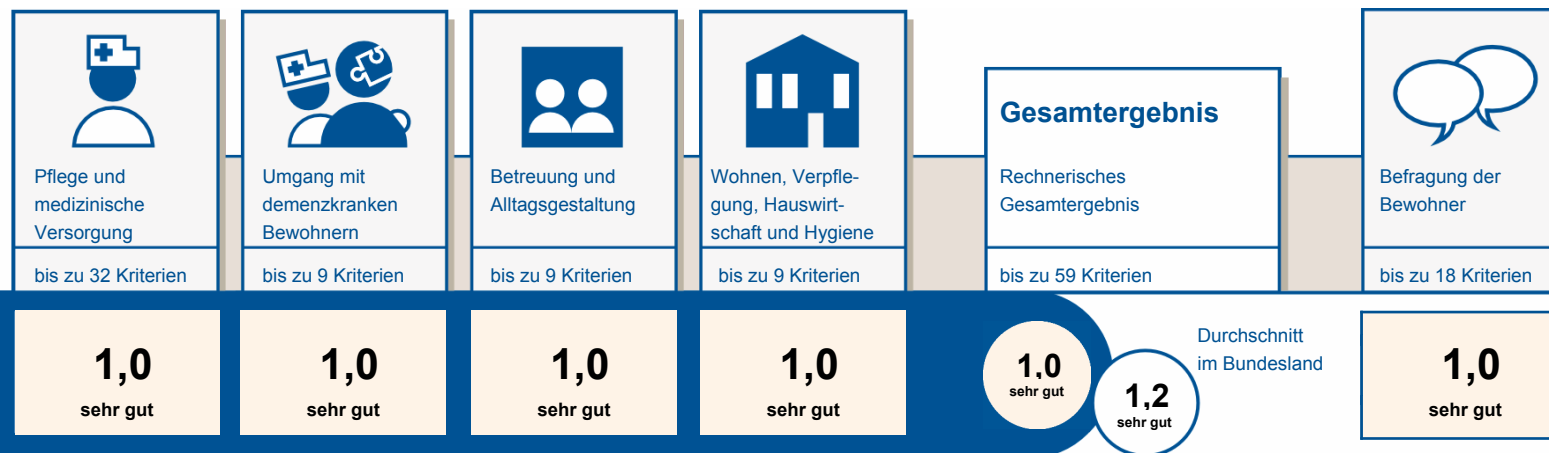 Pflege und
medizinische
Versorgung
bis zu 32 Kriterien
1,0
sehr gut
Umgang mit
demenzkranken
Bewohnern
bis zu 9 Kriterien
1,0
sehr gut
Betreuung und
Alltagsgestaltung
bis zu 9 Kriterien
1,0
sehr gut
Wohnen, Verpfle-
gung, Hauswirt-
schaft und Hygiene
bis zu 9 Kriterien
1,0
sehr gut
Gesamtergebnis
Rechnerisches
Gesamtergebnis
bis zu 59 Kriterien
1,0
sehr gut
1,2
sehr gut
Durchschnitt
im Bundesland
Befragung der
Bewohner
bis zu 18 Kriterien
1,0
sehr gut